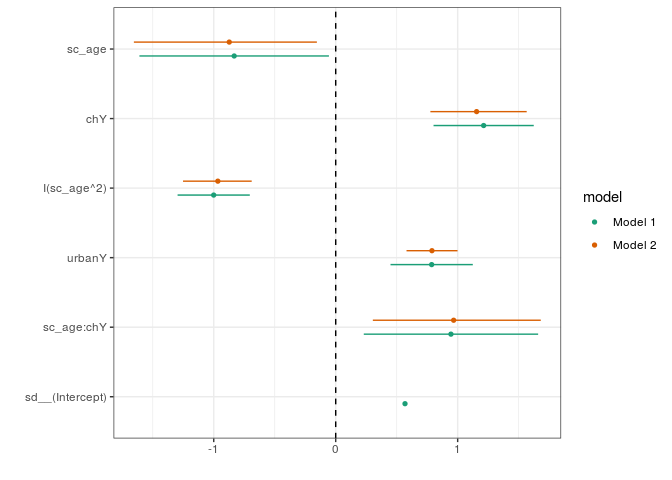 sc_age
chY
I(sc_age^2)
urbanY
sc_age:chY
sd__(Intercept)
-1 0 1
model
Model 1
Model 2